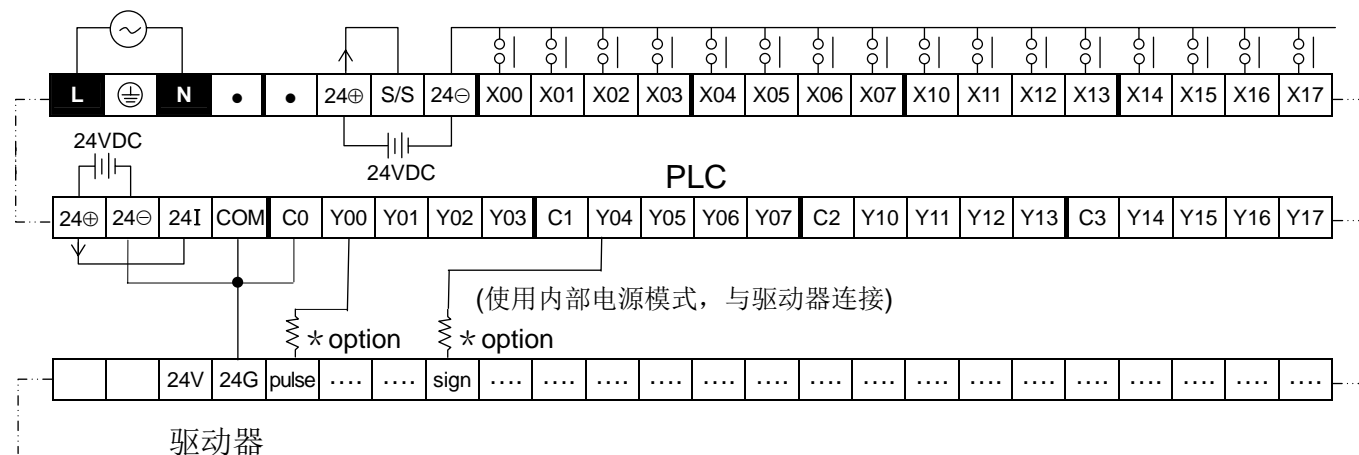 L N • • 24⊕ S/S 24⊖ X00 X01 X02 X03 X04 X05 X06 X07 X10 X11 X12 X13 X14 X15 X16 X17
24VDC
24VDC
PLC
24⊕ 24⊖ 24I COM C0 Y00 Y01 Y02 Y03 C1 Y04 Y05 Y06 Y07 C2 Y10 Y11 Y12 Y13 C3 Y14 Y15 Y16 Y17
(使用内部电源模式，与驱动器连接)
＊option ＊option
24V 24G pulse .... .... sign .... .... .... .... .... .... .... .... .... .... .... .... .... .... .... ....
驱动器